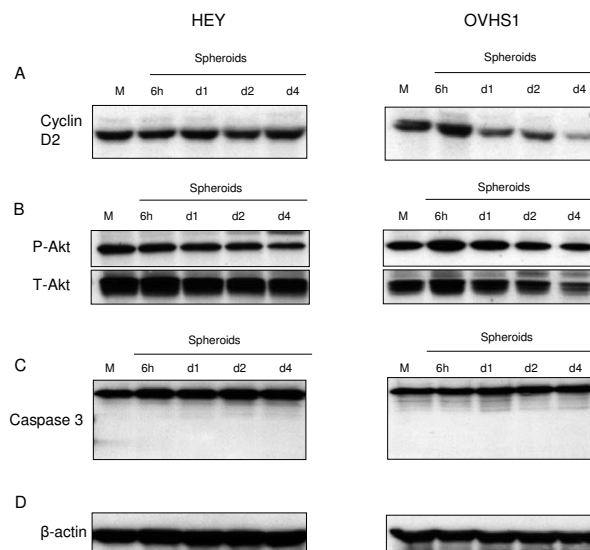 HEY OVHS1
Spheroids Spheroids
A
M 6h d1 d2 d4 M 6h d1 d2 d4
Cyclin
D2
Spheroids Spheroids
B
M 6h d1 d2 d4 M 6h d1 d2 d4
P-Akt
T-Akt
Spheroids Spheroids
C
M 6h d1 d2 d4 M 6h d1 d2 d4
Caspase 3
D
β-actin